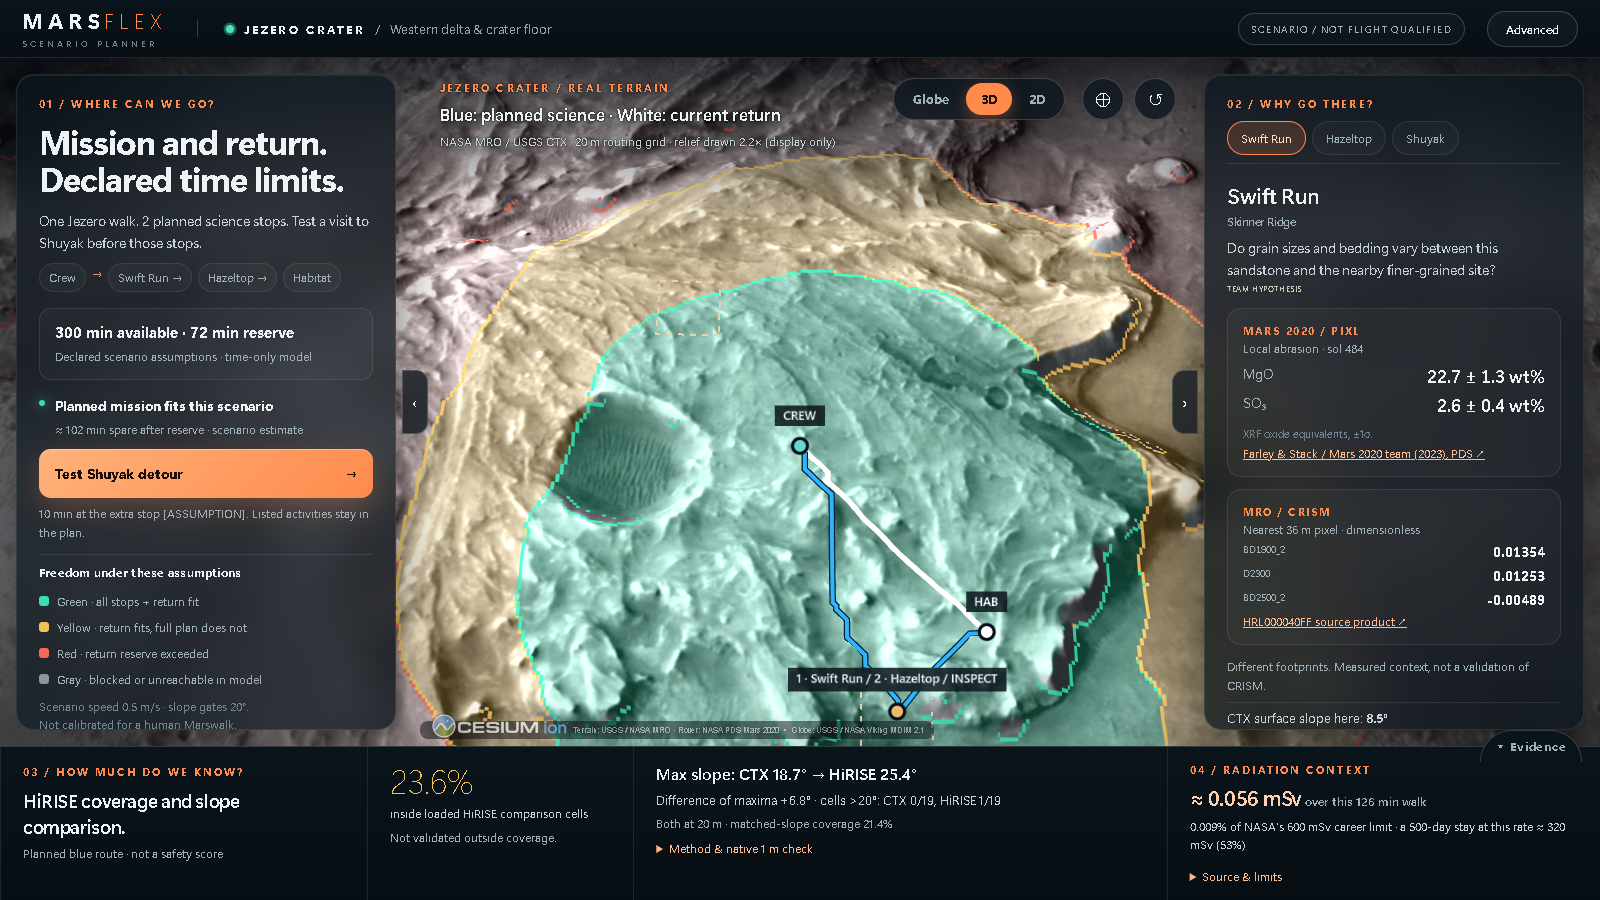 MARSFLEX
SCENARIO PLANNER
JEZERO CRATER / Western delta & crater floor
SCENARIO / NOT FLIGHT QUALIFIED
Advanced
01 / WHERE CAN WE GO?
Mission and return.
Declared time limits.
One Jezero walk. 2 planned science stops. Test a visit to
Shuyak before those stops.
Crew → Swift Run → Hazeltop → Habitat
300 min available · 72 min reserve
Declared scenario assumptions · time-only model
Planned mission fits this scenario
≈ 102 min spare after reserve · scenario estimate
Test Shuyak detour →
10 min at the extra stop [ASSUMPTION]. Listed activities stay in
the plan.
Freedom under these assumptions
Green · all stops + return fit
Yellow · return fits, full plan does not
Red · return reserve exceeded
Gray · blocked or unreachable in model
Scenario speed 0.5 m/s · slope gates 20°.
Not calibrated for a human Marswalk.
JEZERO CRATER / REAL TERRAIN
Blue: planned science · White: current return
NASA MRO / USGS CTX · 20 m routing grid · relief drawn 2.2× (display only)
Globe 3D 2D
‹
›
CREW
HAB
1 · Swift Run / 2 · Hazeltop / INSPECT
CESIUM ion Terrain: USGS / NASA MRO · Rover: NASA PDS Mars 2020 • Globe: USGS / NASA Viking MDIM 2.1
02 / WHY GO THERE?
Swift Run Hazeltop Shuyak
Swift Run
Skinner Ridge
Do grain sizes and bedding vary between this
sandstone and the nearby finer-grained site?
TEAM HYPOTHESIS
MARS 2020 / PIXL
Local abrasion · sol 484
MgO 22.7 ± 1.3 wt%
SO₃ 2.6 ± 0.4 wt%
XRF oxide equivalents, ±1σ.
Farley & Stack / Mars 2020 team (2023), PDS ↗
MRO / CRISM
Nearest 36 m pixel · dimensionless
BD1900_2 0.01354
D2300 0.01253
BD2500_2 -0.00489
HRL000040FF source product ↗
Different footprints. Measured context, not a validation of
CRISM.
CTX surface slope here: 8.5°
Evidence
03 / HOW MUCH DO WE KNOW?
HiRISE coverage and slope
comparison.
Planned blue route · not a safety score
23.6%
inside loaded HiRISE comparison cells
Not validated outside coverage.
Max slope: CTX 18.7° → HiRISE 25.4°
Difference of maxima +6.8° · cells >20°: CTX 0/19, HiRISE 1/19
Both at 20 m · matched-slope coverage 21.4%
Method & native 1 m check
04 / RADIATION CONTEXT
≈ 0.056 mSv over this 126 min walk
0.009% of NASA's 600 mSv career limit · a 500-day stay at this rate ≈ 320
mSv (53%)
Source & limits